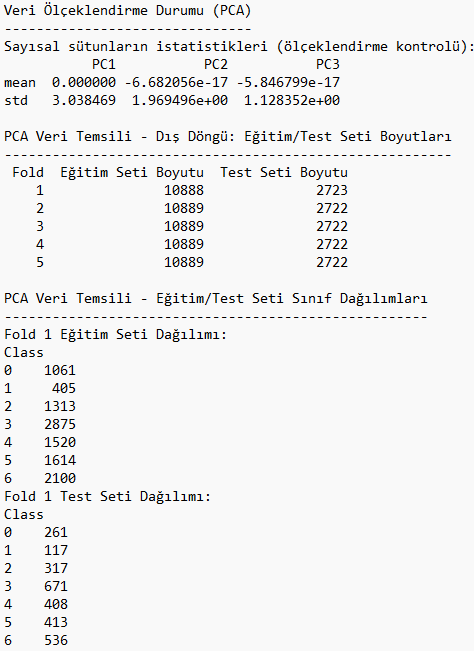 Veri Ölçeklendirme Durumu (PCA)
-------------------------------
Sayısal sütunların istatistikleri (ölçeklendirme kontrolü):
           PC1           PC2           PC3
mean  0.000000 -6.682056e-17 -5.846799e-17
std   3.038469  1.969496e+00  1.128352e+00

PCA Veri Temsili - Dış Döngü: Eğitim/Test Seti Boyutları
--------------------------------------------------------
 Fold  Eğitim Seti Boyutu  Test Seti Boyutu
    1               10888              2723
    2               10889              2722
    3               10889              2722
    4               10889              2722
    5               10889              2722

PCA Veri Temsili - Eğitim/Test Seti Sınıf Dağılımları
-----------------------------------------------------
Fold 1 Eğitim Seti Dağılımı:
Class
0    1061
1     405
2    1313
3    2875
4    1520
5    1614
6    2100
Fold 1 Test Seti Dağılımı:
Class
0    261
1    117
2    317
3    671
4    408
5    413
6    536